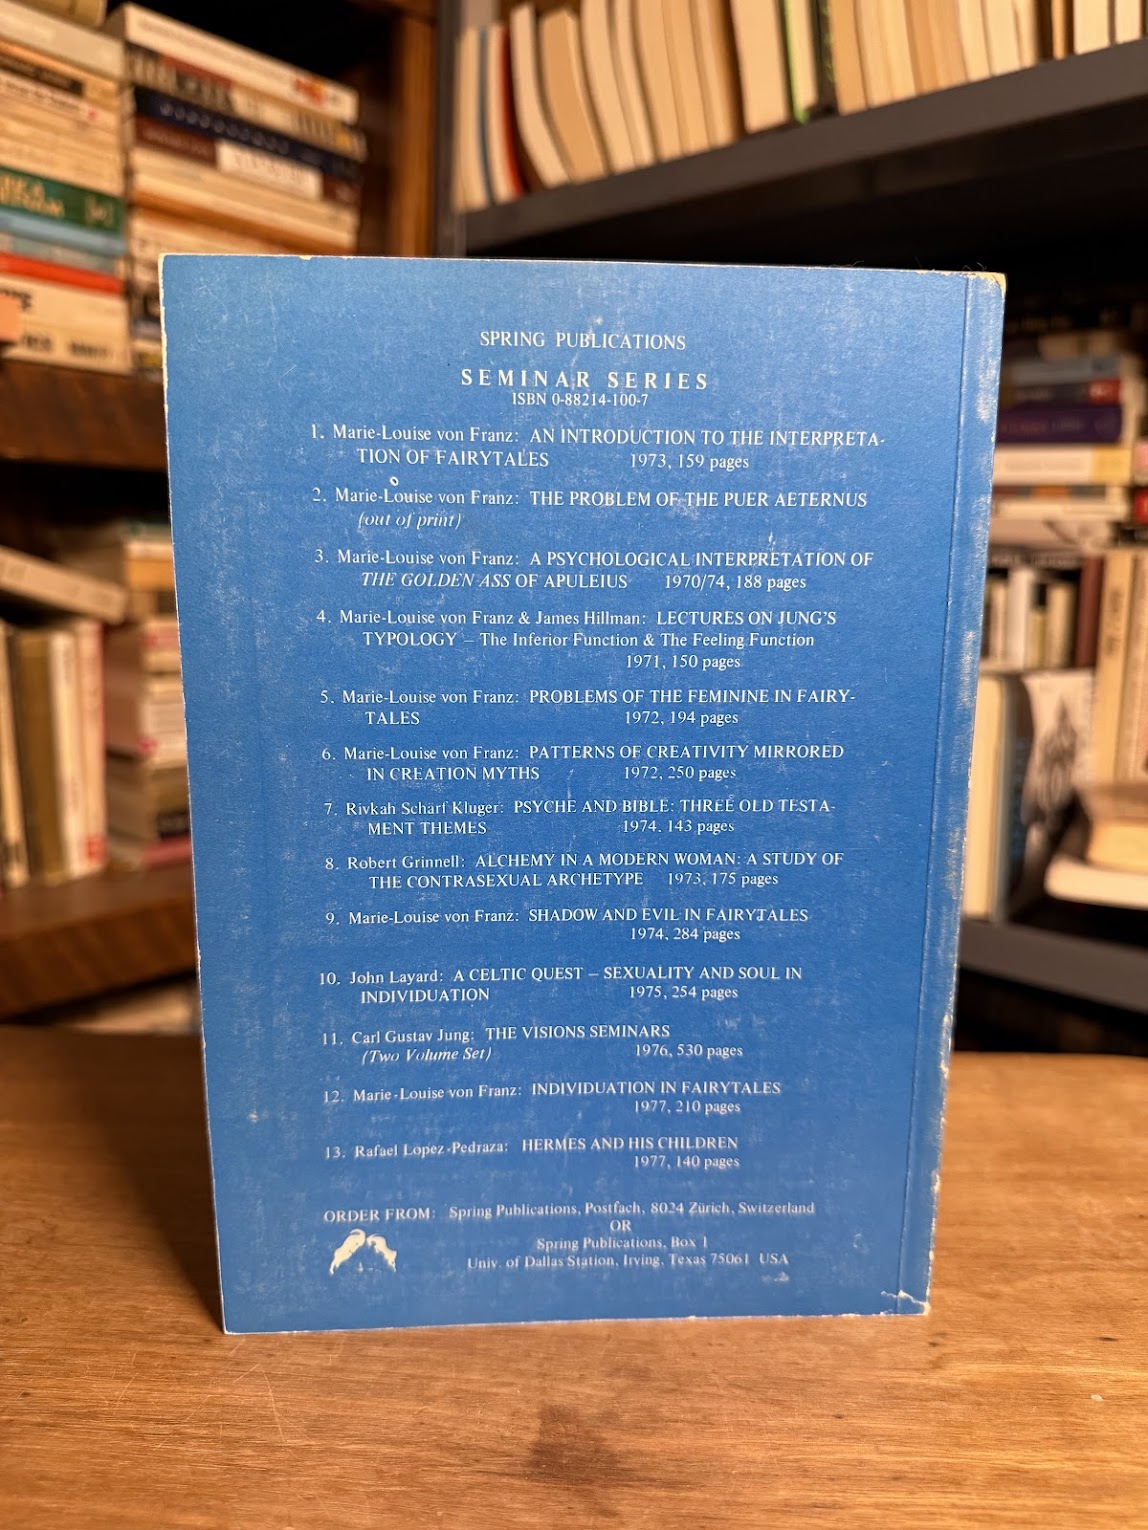 SPRING PUBLICATIONS
SEMINAR SERIES
ISBN 0-88214-100-7
1. Marie-Louise von Franz: AN INTRODUCTION TO THE INTERPRETA-
TION OF FAIRYTALES 1973, 159 pages
2. Marie-Louise von Franz: THE PROBLEM OF THE PUER AETERNUS
(out of print)
3. Marie-Louise von Franz: A PSYCHOLOGICAL INTERPRETATION OF
THE GOLDEN ASS OF APULEIUS 1970/74, 188 pages
4. Marie-Louise von Franz & James Hillman: LECTURES ON JUNG'S
TYPOLOGY – The Inferior Function & The Feeling Function
1971, 150 pages
5. Marie-Louise von Franz: PROBLEMS OF THE FEMININE IN FAIRY-
TALES 1972, 194 pages
6. Marie-Louise von Franz: PATTERNS OF CREATIVITY MIRRORED
IN CREATION MYTHS 1972, 250 pages
7. Rivkah Schärf Kluger: PSYCHE AND BIBLE: THREE OLD TESTA-
MENT THEMES 1974, 143 pages
8. Robert Grinnell: ALCHEMY IN A MODERN WOMAN: A STUDY OF
THE CONTRASEXUAL ARCHETYPE 1973, 175 pages
9. Marie-Louise von Franz: SHADOW AND EVIL IN FAIRYTALES
1974, 284 pages
10. John Layard: A CELTIC QUEST – SEXUALITY AND SOUL IN
INDIVIDUATION 1975, 254 pages
11. Carl Gustav Jung: THE VISIONS SEMINARS
(Two Volume Set) 1976, 530 pages
12. Marie-Louise von Franz: INDIVIDUATION IN FAIRYTALES
1977, 210 pages
13. Rafael Lopez-Pedraza: HERMES AND HIS CHILDREN
1977, 140 pages
ORDER FROM: Spring Publications, Postfach, 8024 Zürich, Switzerland
OR
Spring Publications, Box 1
Univ. of Dallas Station, Irving, Texas 75061 USA